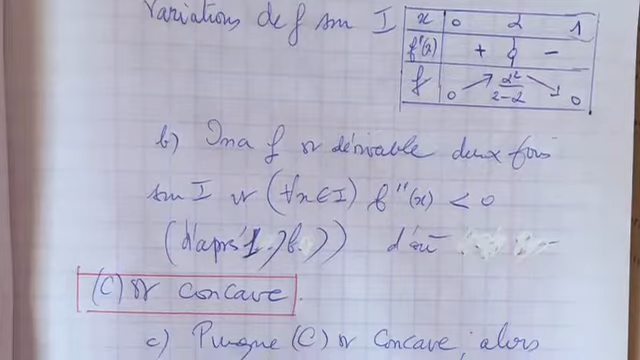 Variations de f sur I
x 0 α 1
f'(x) + 0 -
f 0 α²/(2-α) 0
b) On a f est dérivable deux fois
sur I et (∀x∈I) f''(x) < 0
(d'après 1.) b. )) d'où
(C) est concave.
c) Puisque (C) est concave, alors